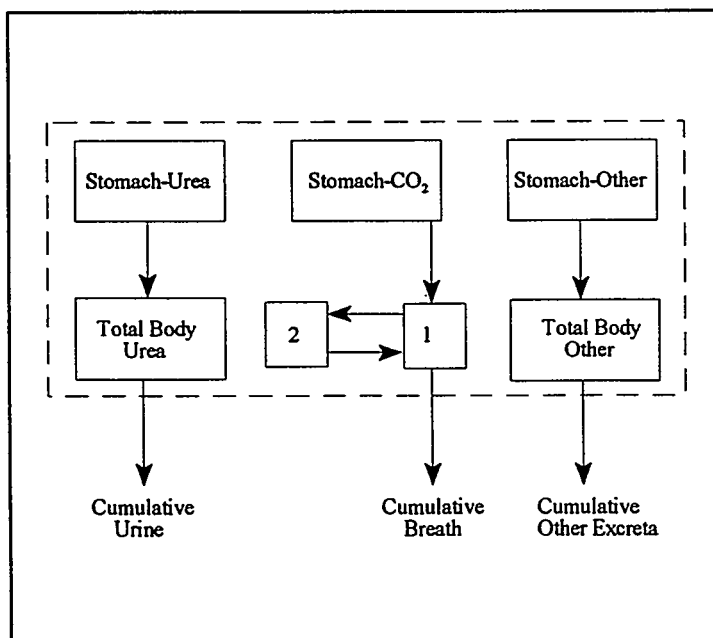 Stomach-Urea
Stomach-CO₂
Stomach-Other
Total Body
Urea
2
1
Total Body
Other
Cumulative
Urine
Cumulative
Breath
Cumulative
Other Excreta